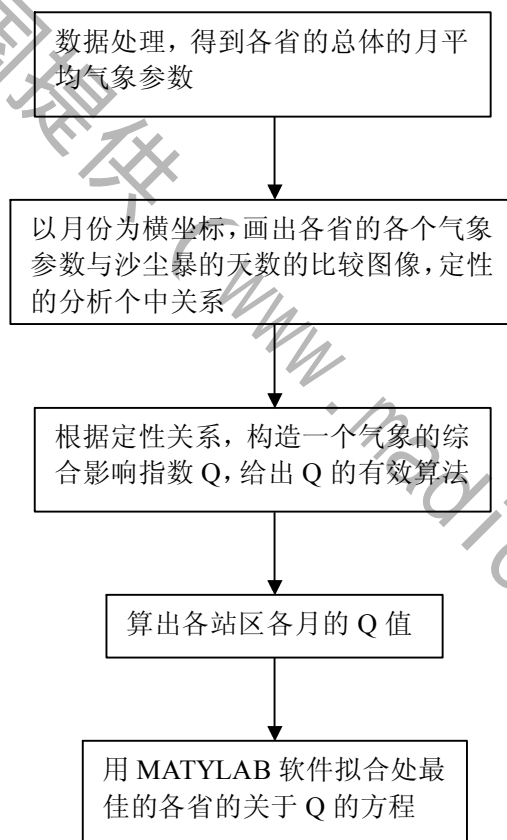 数据处理，得到各省的总体的月平
均气象参数
以月份为横坐标，画出各省的各个气象
参数与沙尘暴的天数的比较图像，定性
的分析个中关系
根据定性关系，构造一个气象的综
合影响指数 Q，给出 Q 的有效算法
算出各站区各月的 Q 值
用 MATYLAB 软件拟合处最
佳的各省的关于 Q 的方程
国提供（www.madio